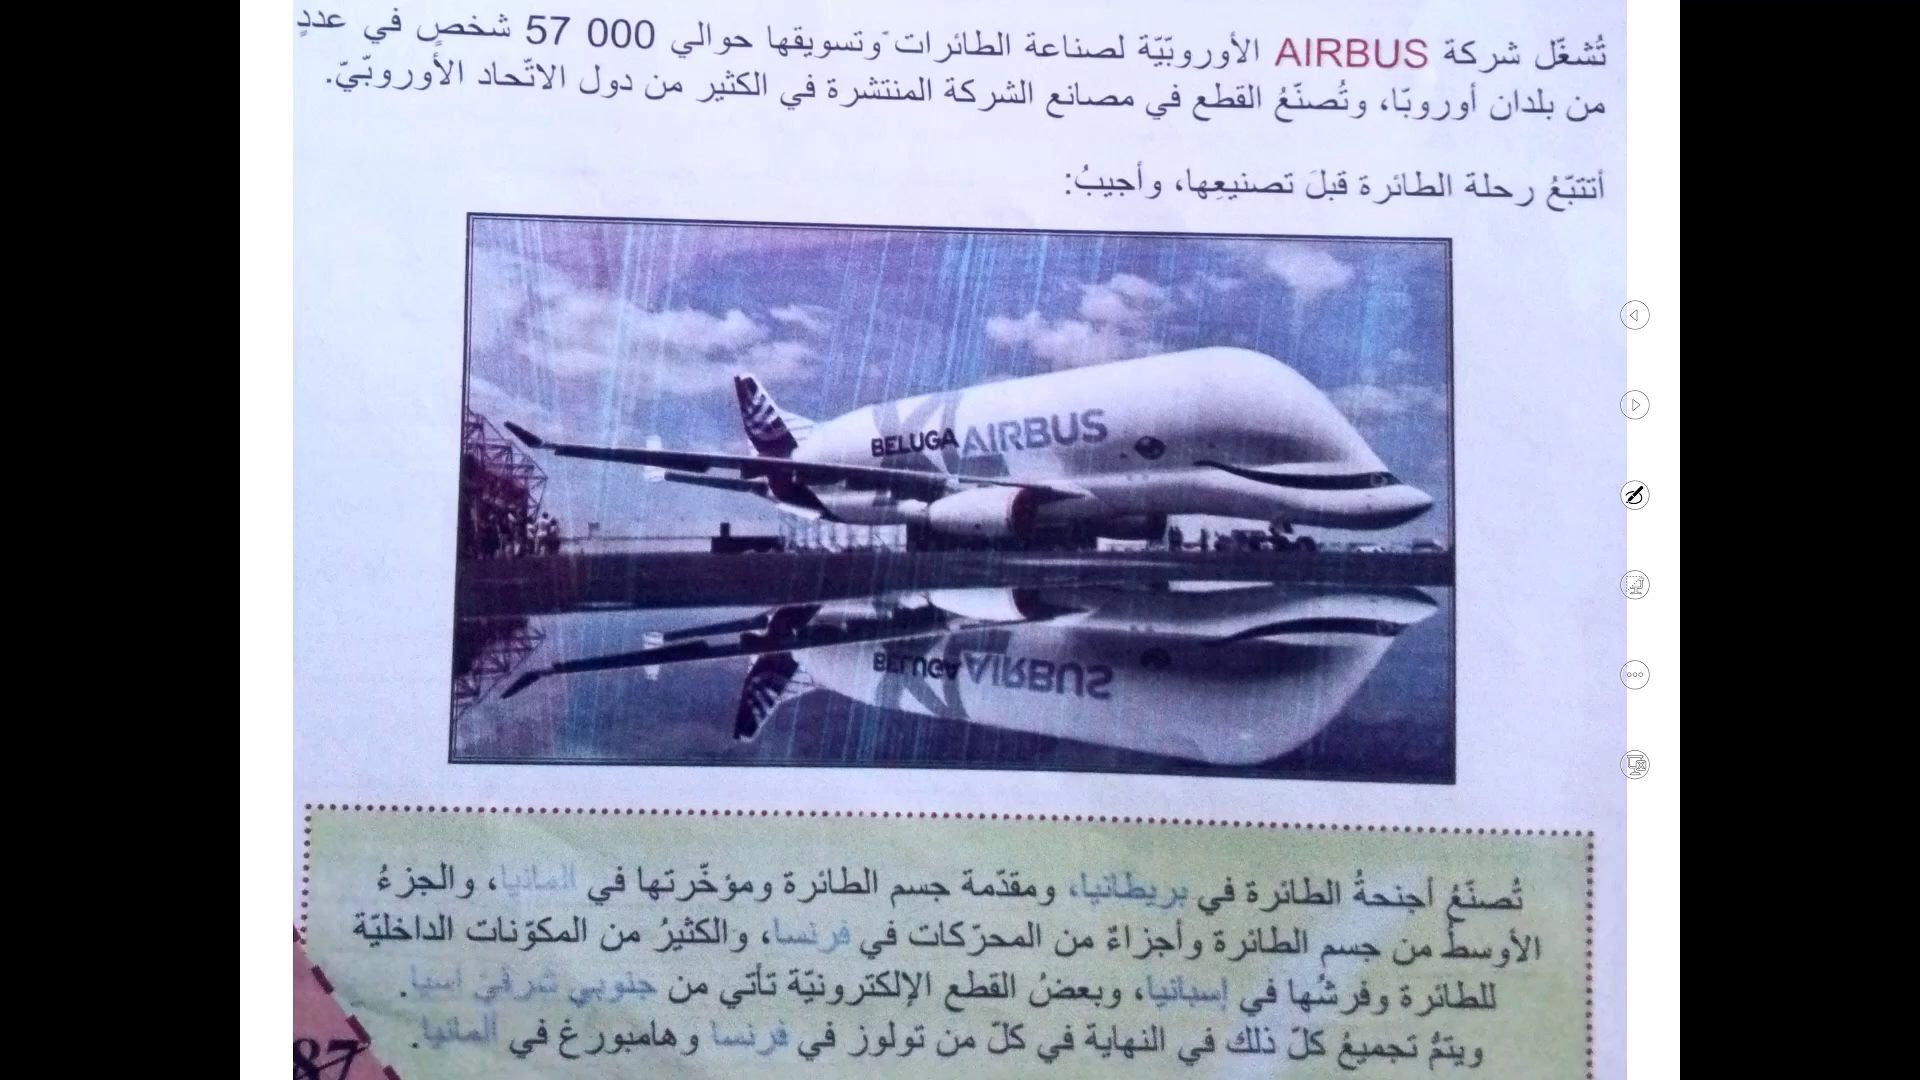 تُشغّل شركة AIRBUS الأوروبّيّة لصناعة الطائرات وتسويقها حوالي 000 57 شخصٍ في عددٍ
من بلدان أوروبّا، وتُصنّعُ القطع في مصانع الشركة المنتشرة في الكثير من دول الاتّحاد الأوروبّيّ.
أتتبّعُ رحلة الطائرة قبلَ تصنيعِها، وأجيبُ:
BELUGA AIRBUS
تُصنّعُ أجنحةُ الطائرة في بريطانيا، ومقدّمة جسم الطائرة ومؤخّرتها في ألمانيا، والجزءُ
الأوسطُ من جسم الطائرة وأجزاءٌ من المحرّكات في فرنسا، والكثيرُ من المكوّنات الداخليّة
للطائرة وفرشُها في إسبانيا، وبعضُ القطع الإلكترونيّة تأتي من جنوبي شرقيّ آسيا.
ويتمُّ تجميعُ كلّ ذلك في النهاية في كلّ من تولوز في فرنسا وهامبورغ في ألمانيا.
87